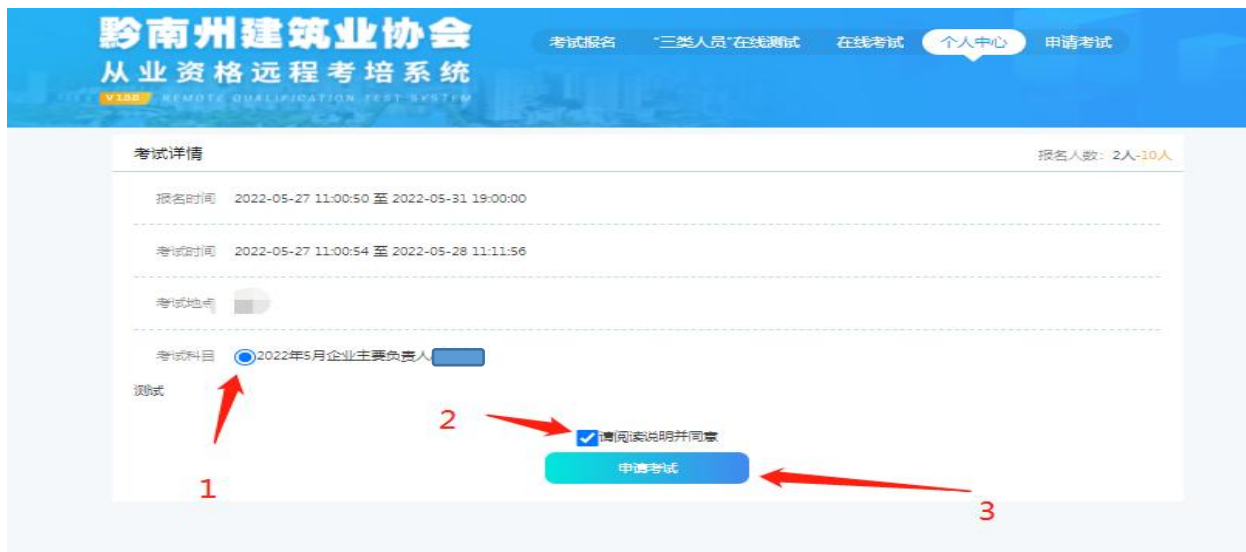 黔南州建筑业协会
从业资格远程考培系统
V188 REMOTE QUALIFICATION TEST SYSTEM
考试报名 "三类人员"在线测试 在线考试 个人中心 申请考试
考试详情 报名人数：2人-10人
报名时间 2022-05-27 11:00:50 至 2022-05-31 19:00:00
考试时间 2022-05-27 11:00:54 至 2022-05-28 11:11:56
考试地点
考试科目 2022年5月企业主要负责人
测试
2
请阅读说明并同意
申请考试
1
3